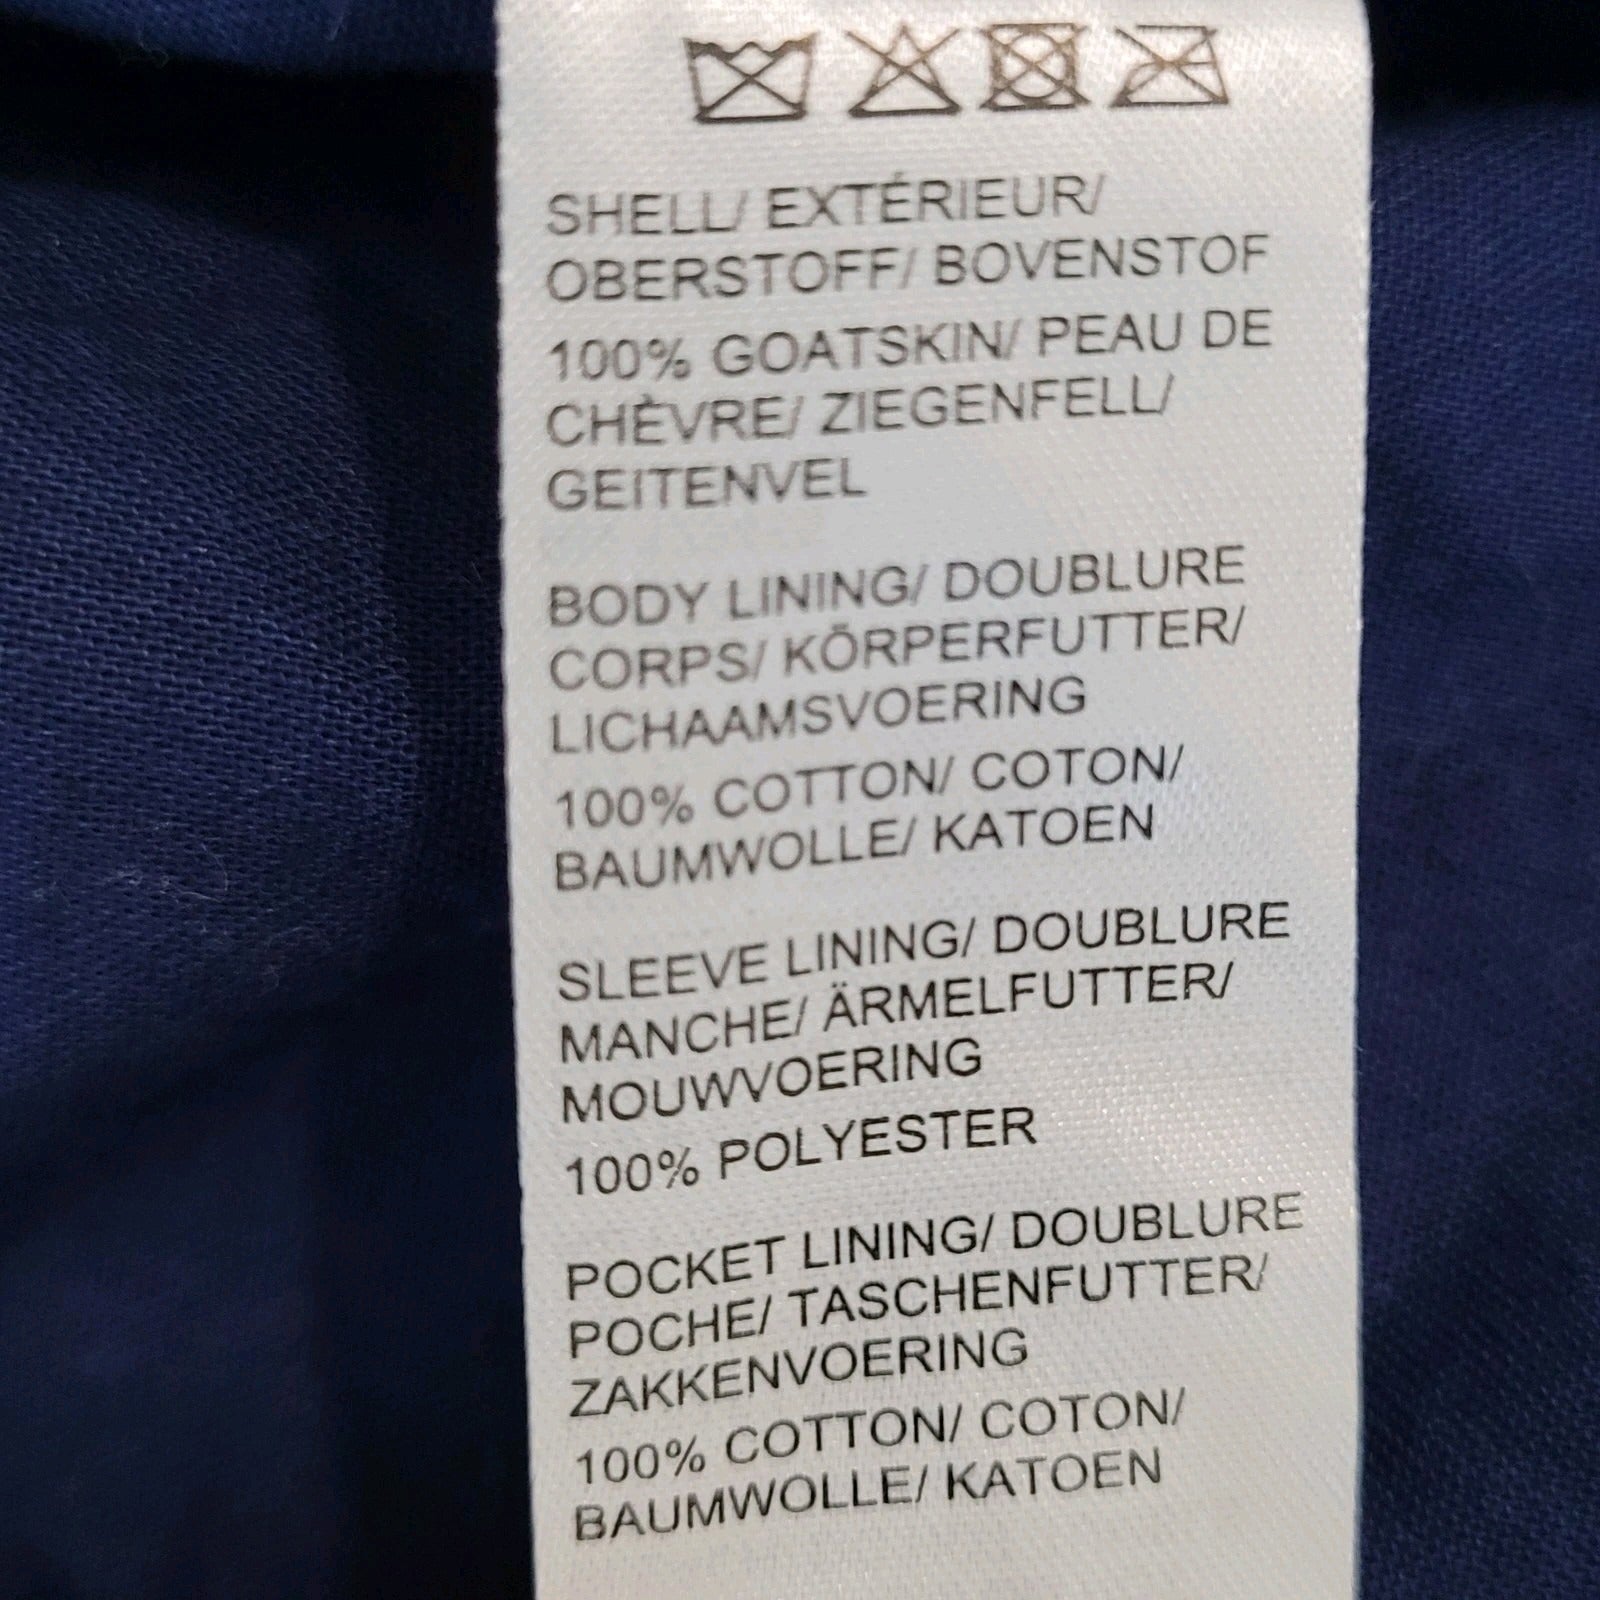 SHELL/ EXTÉRIEUR/
OBERSTOFF/ BOVENSTOF
100% GOATSKIN/ PEAU DE
CHÈVRE/ ZIEGENFELL/
GEITENVEL
BODY LINING/ DOUBLURE
CORPS/ KÖRPERFUTTER/
LICHAAMSVOERING
100% COTTON/ COTON/
BAUMWOLLE/ KATOEN
SLEEVE LINING/ DOUBLURE
MANCHE/ ÄRMELFUTTER/
MOUWVOERING
100% POLYESTER
POCKET LINING/ DOUBLURE
POCHE/ TASCHENFUTTER/
ZAKKENVOERING
100% COTTON/ COTON/
BAUMWOLLE/ KATOEN